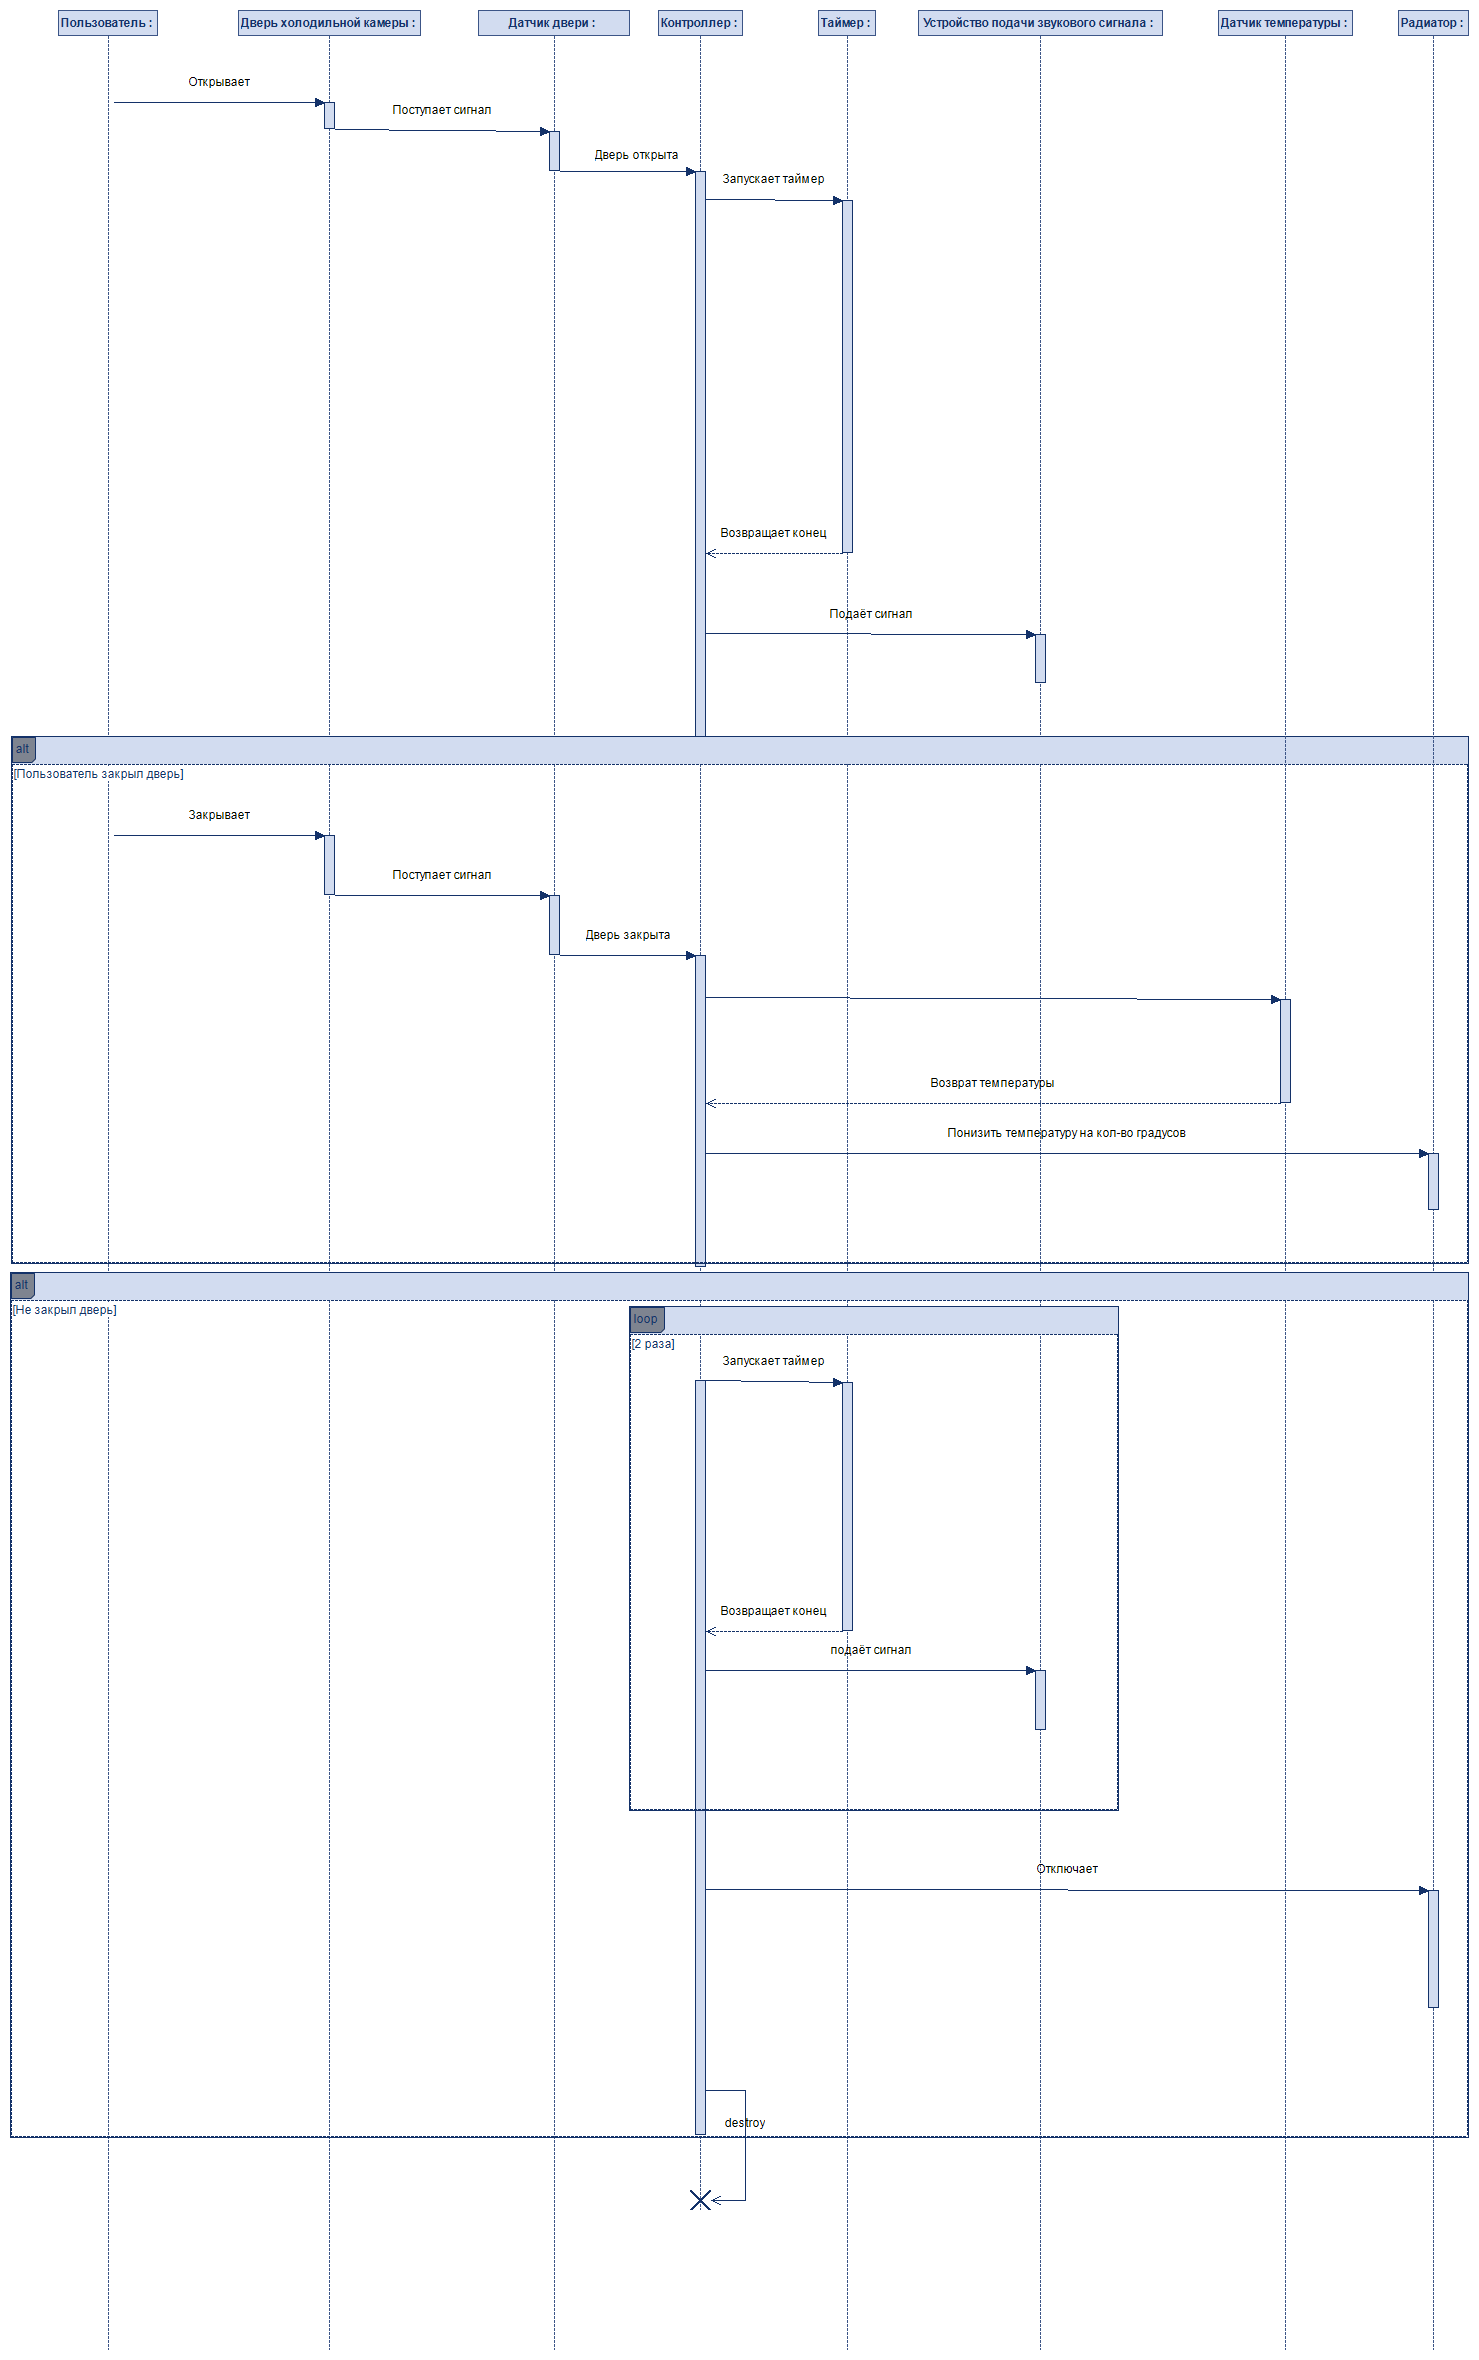 Пользователь :
Дверь холодильной камеры :
Датчик двери :
Контроллер :
Таймер :
Устройство подачи звукового сигнала :
Датчик температуры :
Радиатор :
Открывает
Поступает сигнал
Дверь открыта
Запускает таймер
Возвращает конец
Подаёт сигнал
alt
[Пользователь закрыл дверь]
Закрывает
Поступает сигнал
Дверь закрыта
Возврат температуры
Понизить температуру на кол-во градусов
alt
[Не закрыл дверь]
loop
[2 раза]
Запускает таймер
Возвращает конец
подаёт сигнал
Отключает
destroy